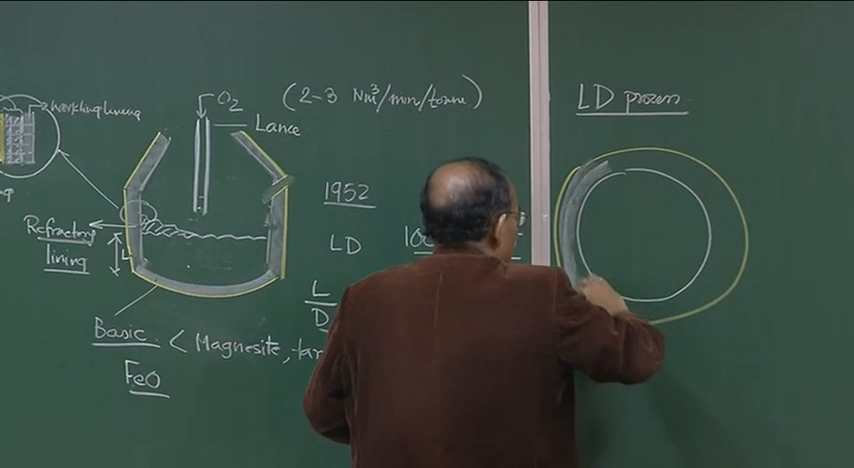 working lining
O2
(2-3 Nm³/min/tonne)
LD process
Lance
1952
Refractory
lining
L
LD
100
L
D
Basic < Magnesite, tar
FeO